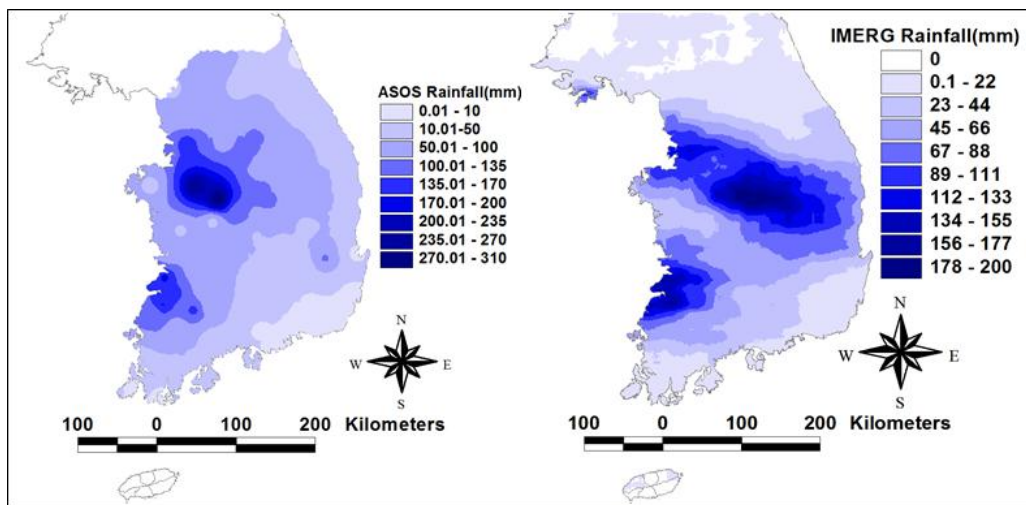 ASOS Rainfall(mm)
0.01 - 10
10.01-50
50.01 - 100
100.01 - 135
135.01 - 170
170.01 - 200
200.01 - 235
235.01 - 270
270.01 - 310
N
W E
S
100 0 100 200 Kilometers
IMERG Rainfall(mm)
0
0.1 - 22
23 - 44
45 - 66
67 - 88
89 - 111
112 - 133
134 - 155
156 - 177
178 - 200
N
W E
S
100 0 100 200 Kilometers